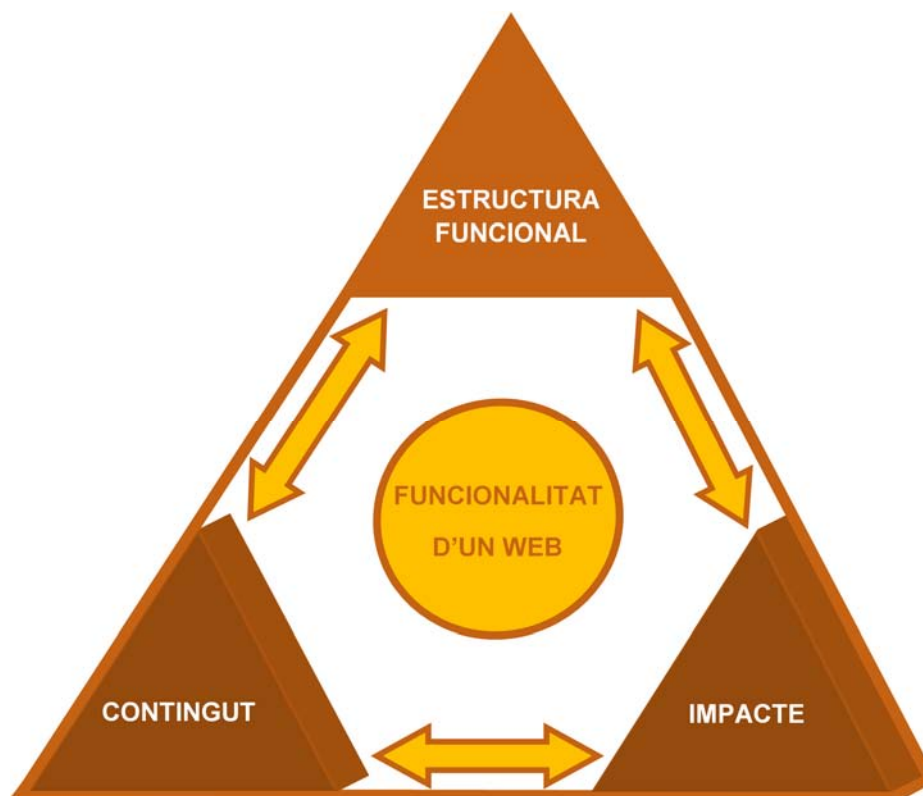 ESTRUCTURA
FUNCIONAL
FUNCIONALITAT
D'UN WEB
CONTINGUT
IMPACTE